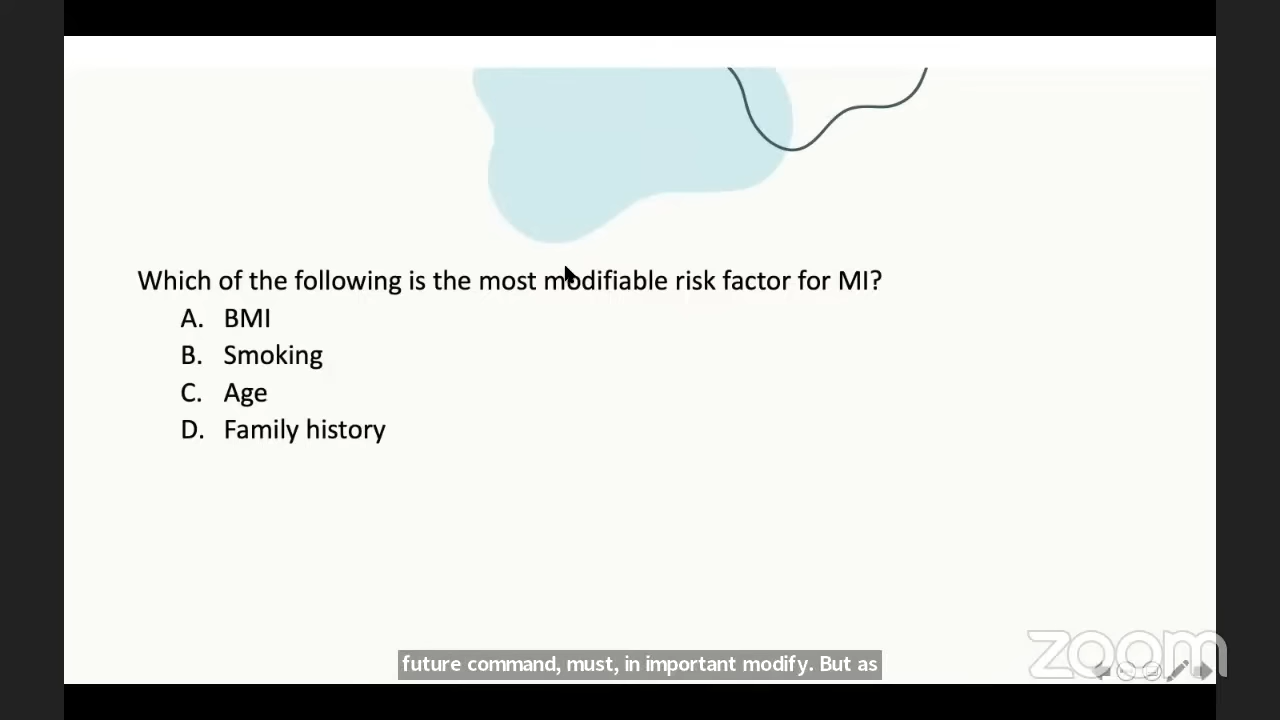 Which of the following is the most modifiable risk factor for MI?
A. BMI
B. Smoking
C. Age
D. Family history
future command, must, in important modify. But as
zoom